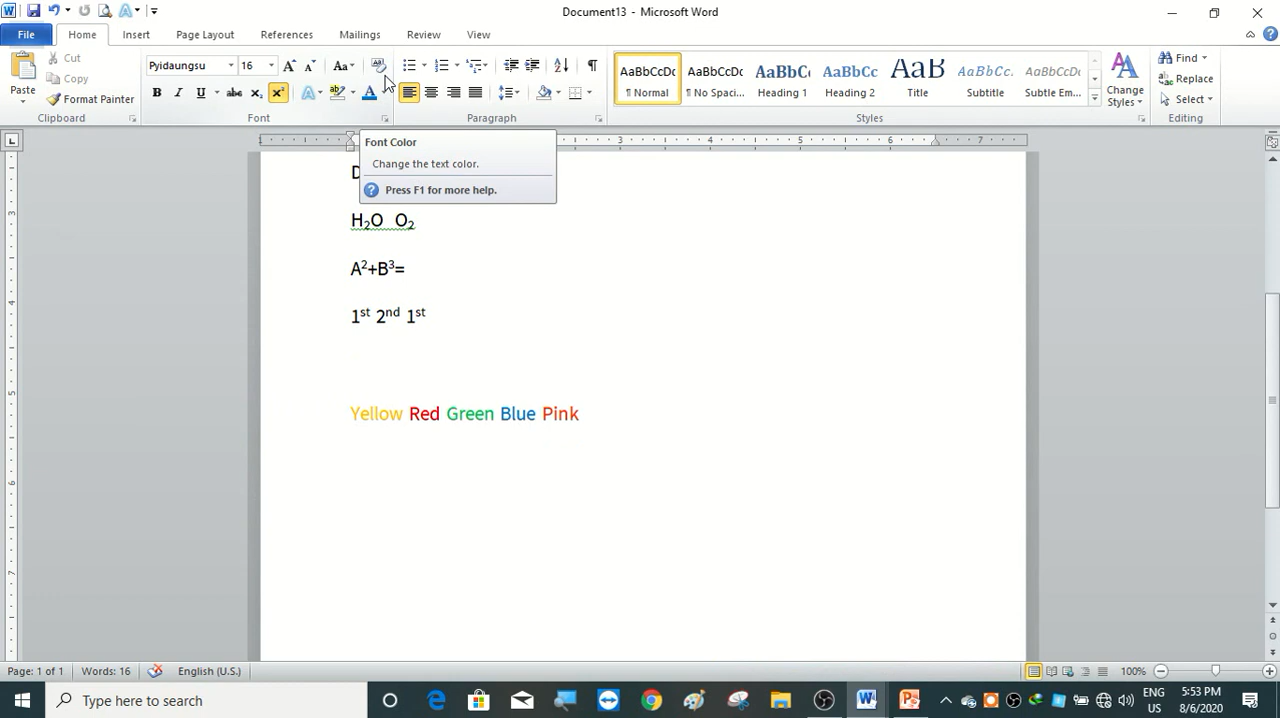 Document13 - Microsoft Word
File Home Insert Page Layout References Mailings Review View
Paste
Cut
Copy
Format Painter
Clipboard
Pyidaungsu 16
Font
Paragraph
AaBbCcDc AaBbCcDc AaBbCc AaBbCc AaB AaBbCc. AaBbCcDc
¶ Normal ¶ No Spaci... Heading 1 Heading 2 Title Subtitle Subtle Em...
Change Styles
Styles
Find
Replace
Select
Editing
Font Color
Change the text color.
Press F1 for more help.
D
H₂O O₂
A²+B³=
1ˢᵗ 2ⁿᵈ 1ˢᵗ
Yellow Red Green Blue Pink
Page: 1 of 1 Words: 16 English (U.S.) 100%
Type here to search
ENG US
5:53 PM
8/6/2020